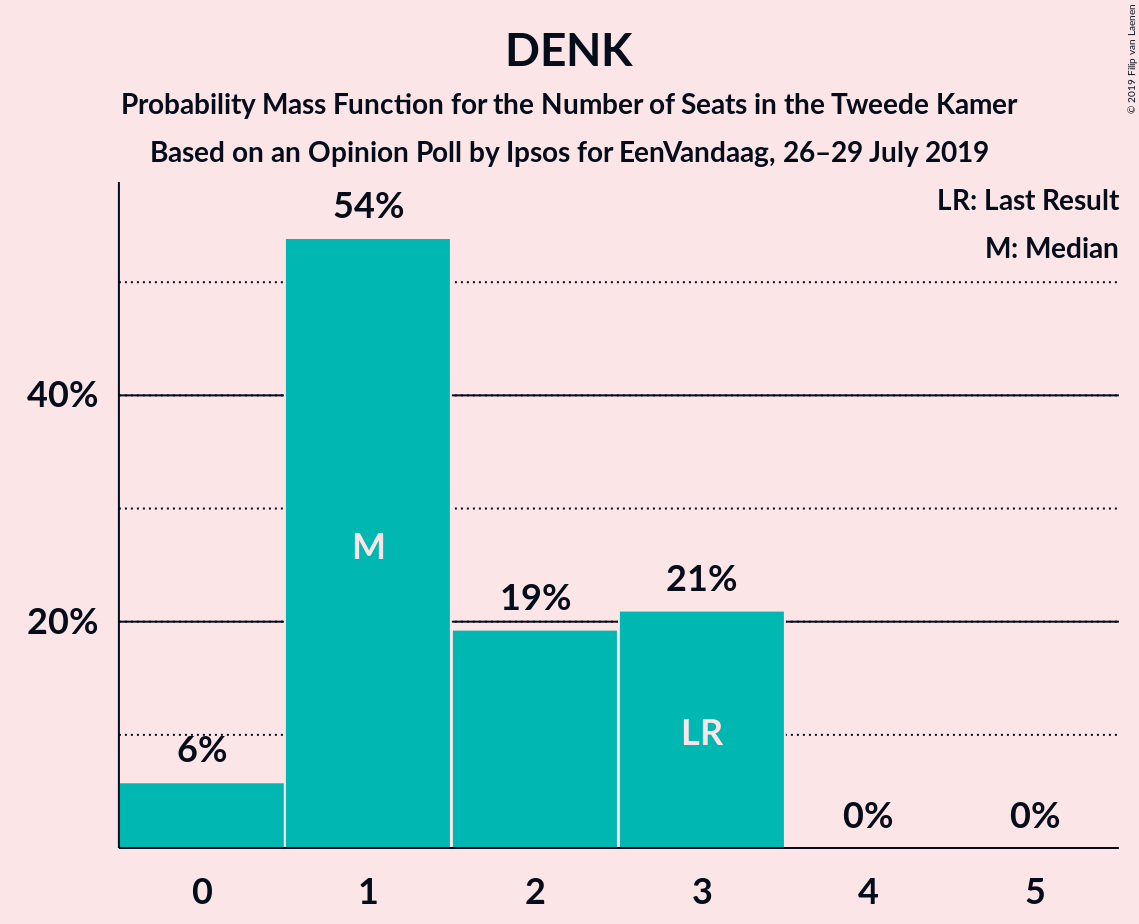 DENK
Probability Mass Function for the Number of Seats in the Tweede Kamer
Based on an Opinion Poll by Ipsos for EenVandaag, 26–29 July 2019
© 2019 Filip van Laenen
LR: Last Result
M: Median
54%
40%
M
21%
19%
20%
LR
6%
0% 0%
0 1 2 3 4 5